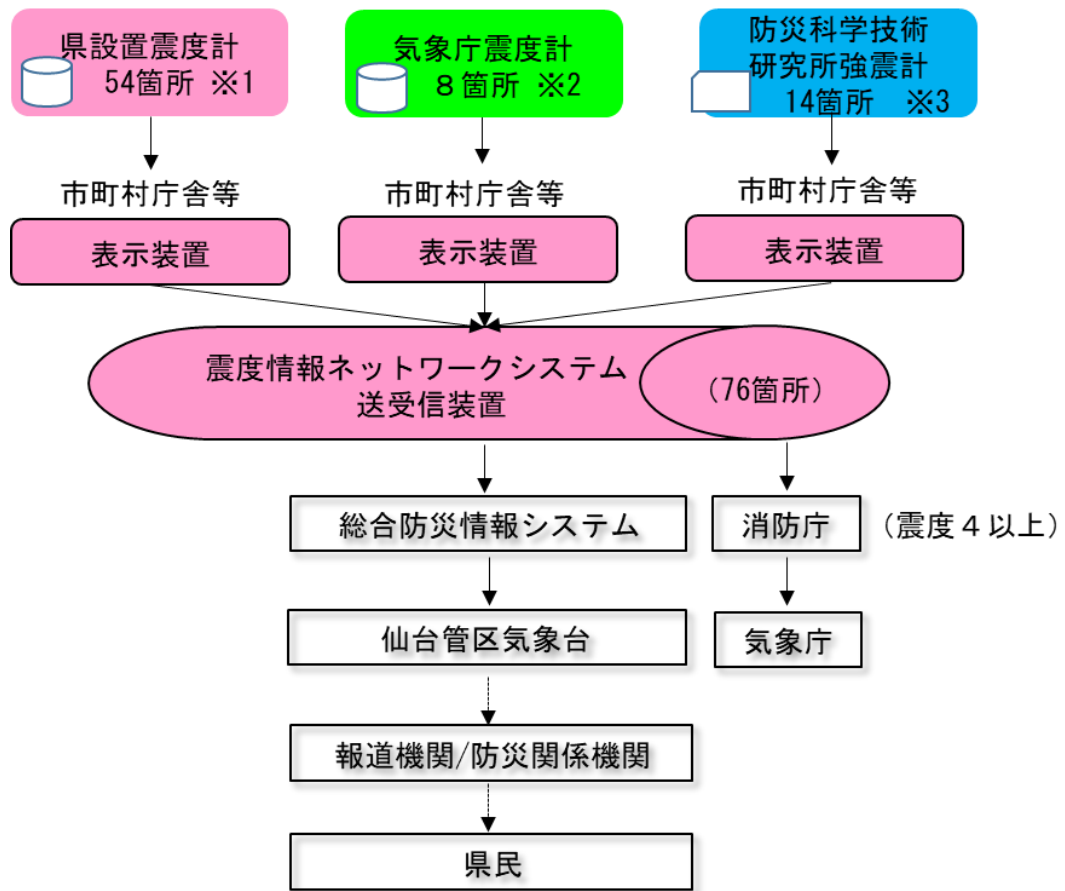 県設置震度計
54箇所 ※1
気象庁震度計
８箇所 ※2
防災科学技術
研究所強震計
14箇所 ※3
市町村庁舎等
市町村庁舎等
市町村庁舎等
表示装置
表示装置
表示装置
震度情報ネットワークシステム
送受信装置
（76箇所）
総合防災情報システム
消防庁
（震度４以上）
仙台管区気象台
気象庁
報道機関/防災関係機関
県民